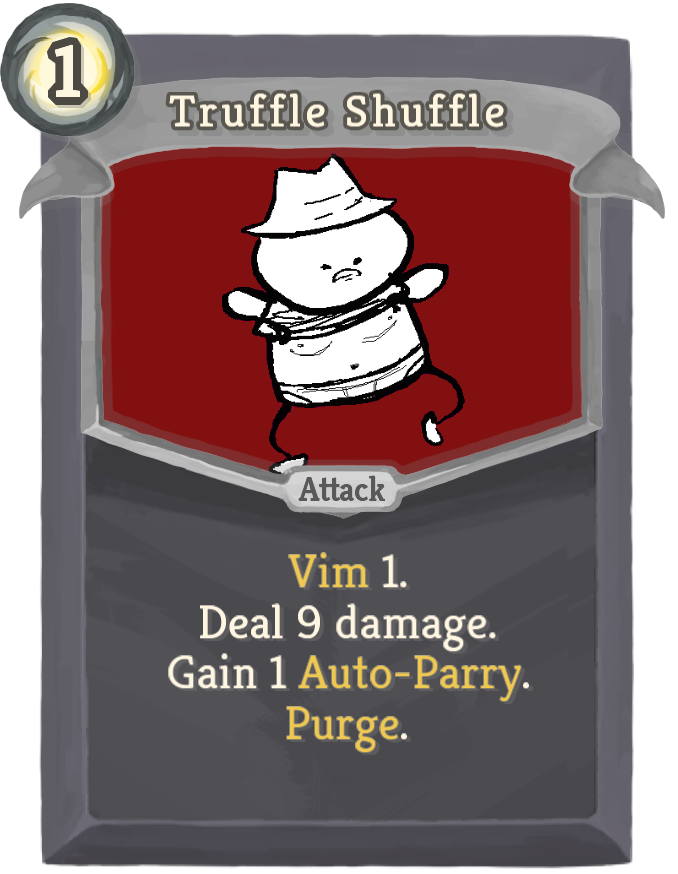 1
Truffle Shuffle
Attack
Vim 1.
Deal 9 damage.
Gain 1 Auto-Parry.
Purge.